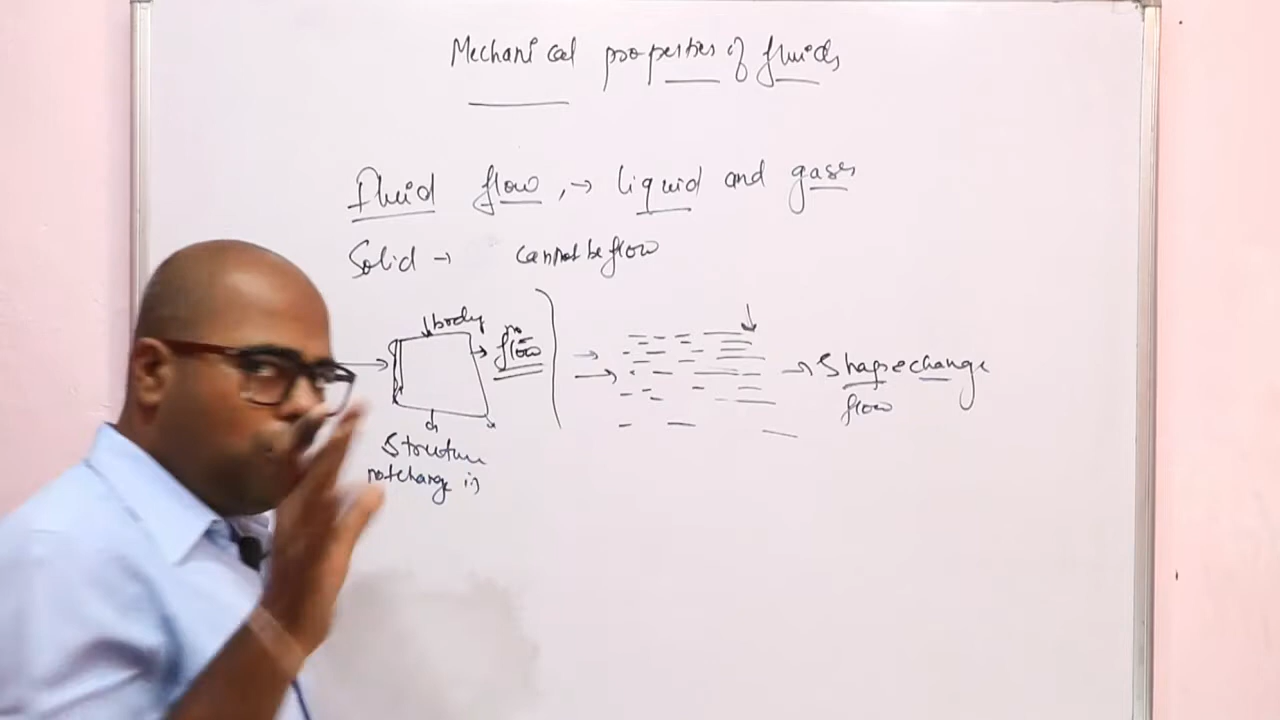 Mechanical properties of fluids
Fluid flow, → liquid and gases
Solid → cannot be flow
body
no
flow
→ Shape change
flow
Structure
not change is